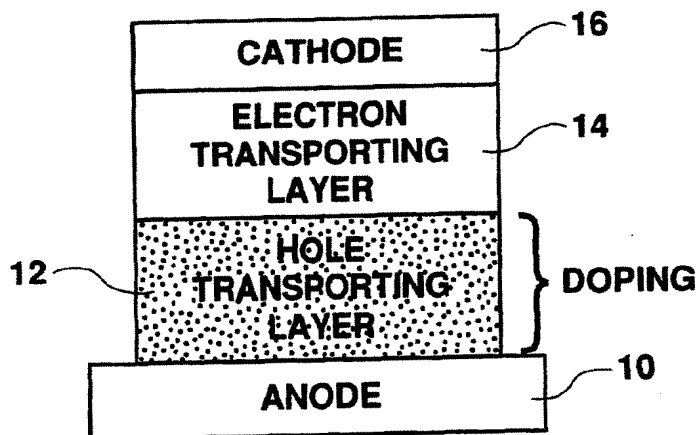 16
CATHODE
ELECTRON
TRANSPORTING
LAYER
14
12
HOLE
TRANSPORTING
LAYER
DOPING
10
ANODE